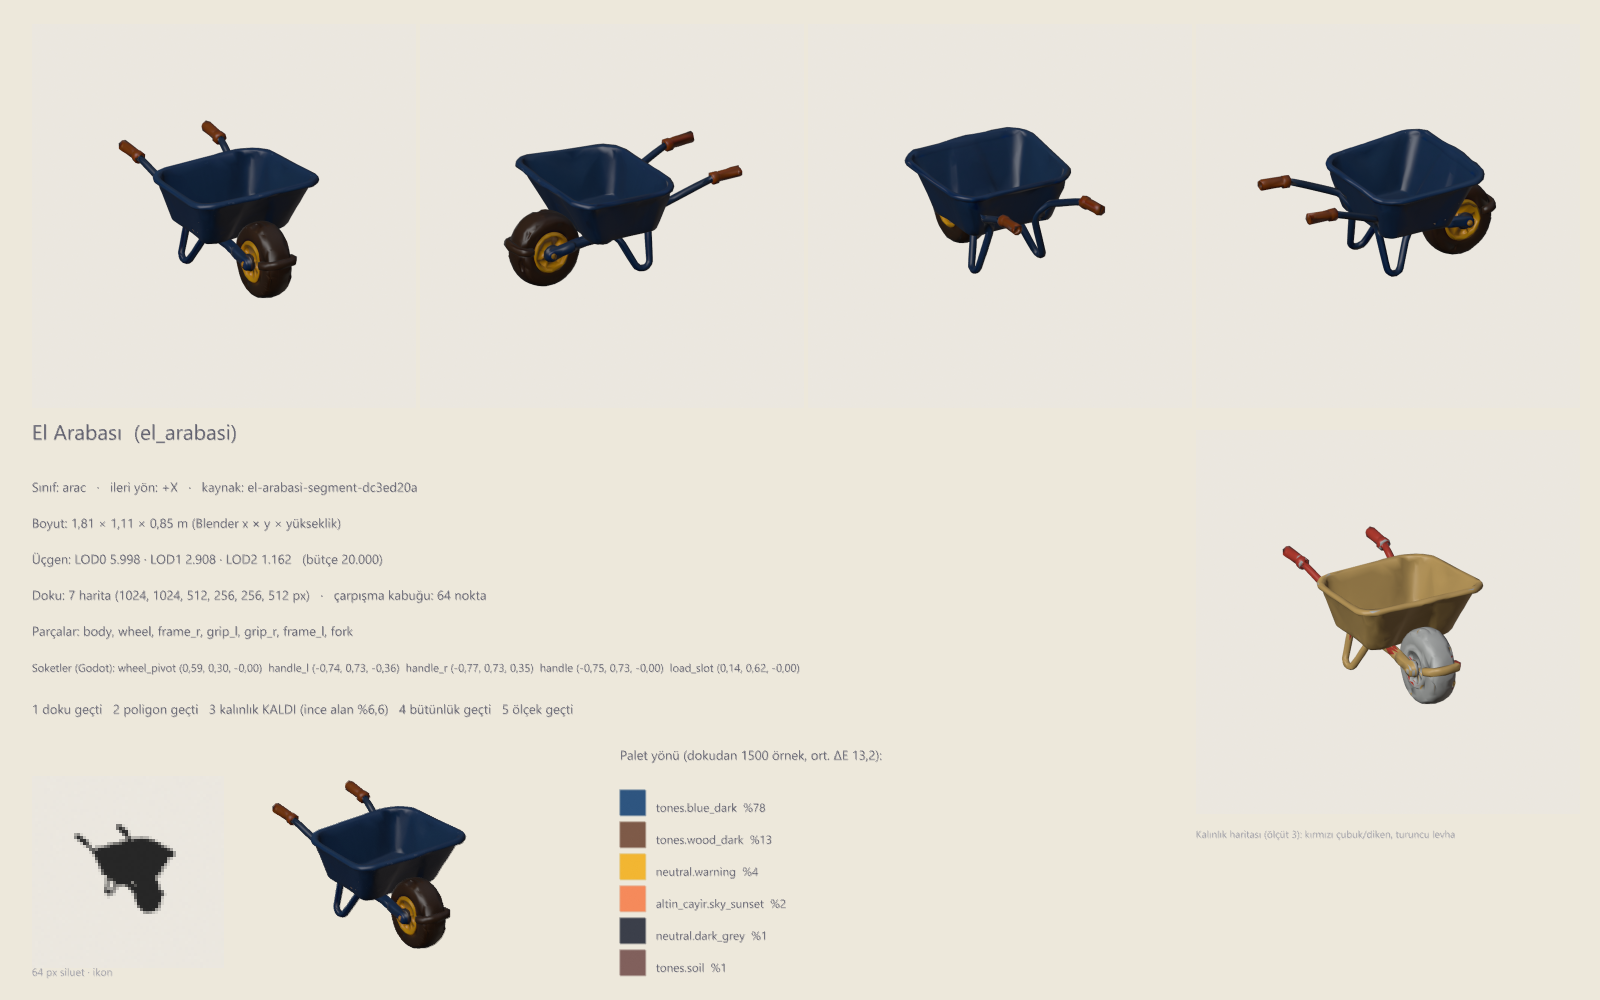 El Arabası (el_arabasi)
Sınıf: arac · ileri yön: +X · kaynak: el-arabasi-segment-dc3ed20a
Boyut: 1,81 × 1,11 × 0,85 m (Blender x × y × yükseklik)
Üçgen: LOD0 5.998 · LOD1 2.908 · LOD2 1.162 (bütçe 20.000)
Doku: 7 harita (1024, 1024, 512, 256, 256, 512 px) · çarpışma kabuğu: 64 nokta
Parçalar: body, wheel, frame_r, grip_l, grip_r, frame_l, fork
Soketler (Godot): wheel_pivot (0,59, 0,30, -0,00) handle_l (-0,74, 0,73, -0,36) handle_r (-0,77, 0,73, 0,35) handle (-0,75, 0,73, -0,00) load_slot (0,14, 0,62, -0,00)
1 doku geçti 2 poligon geçti 3 kalınlık KALDI (ince alan %6,6) 4 bütünlük geçti 5 ölçek geçti
Palet yönü (dokudan 1500 örnek, ort. ΔE 13,2):
tones.blue_dark %78
tones.wood_dark %13
neutral.warning %4
altin_cayir.sky_sunset %2
neutral.dark_grey %1
tones.soil %1
Kalınlık haritası (ölçüt 3): kırmızı çubuk/diken, turuncu levha
64 px siluet · ikon